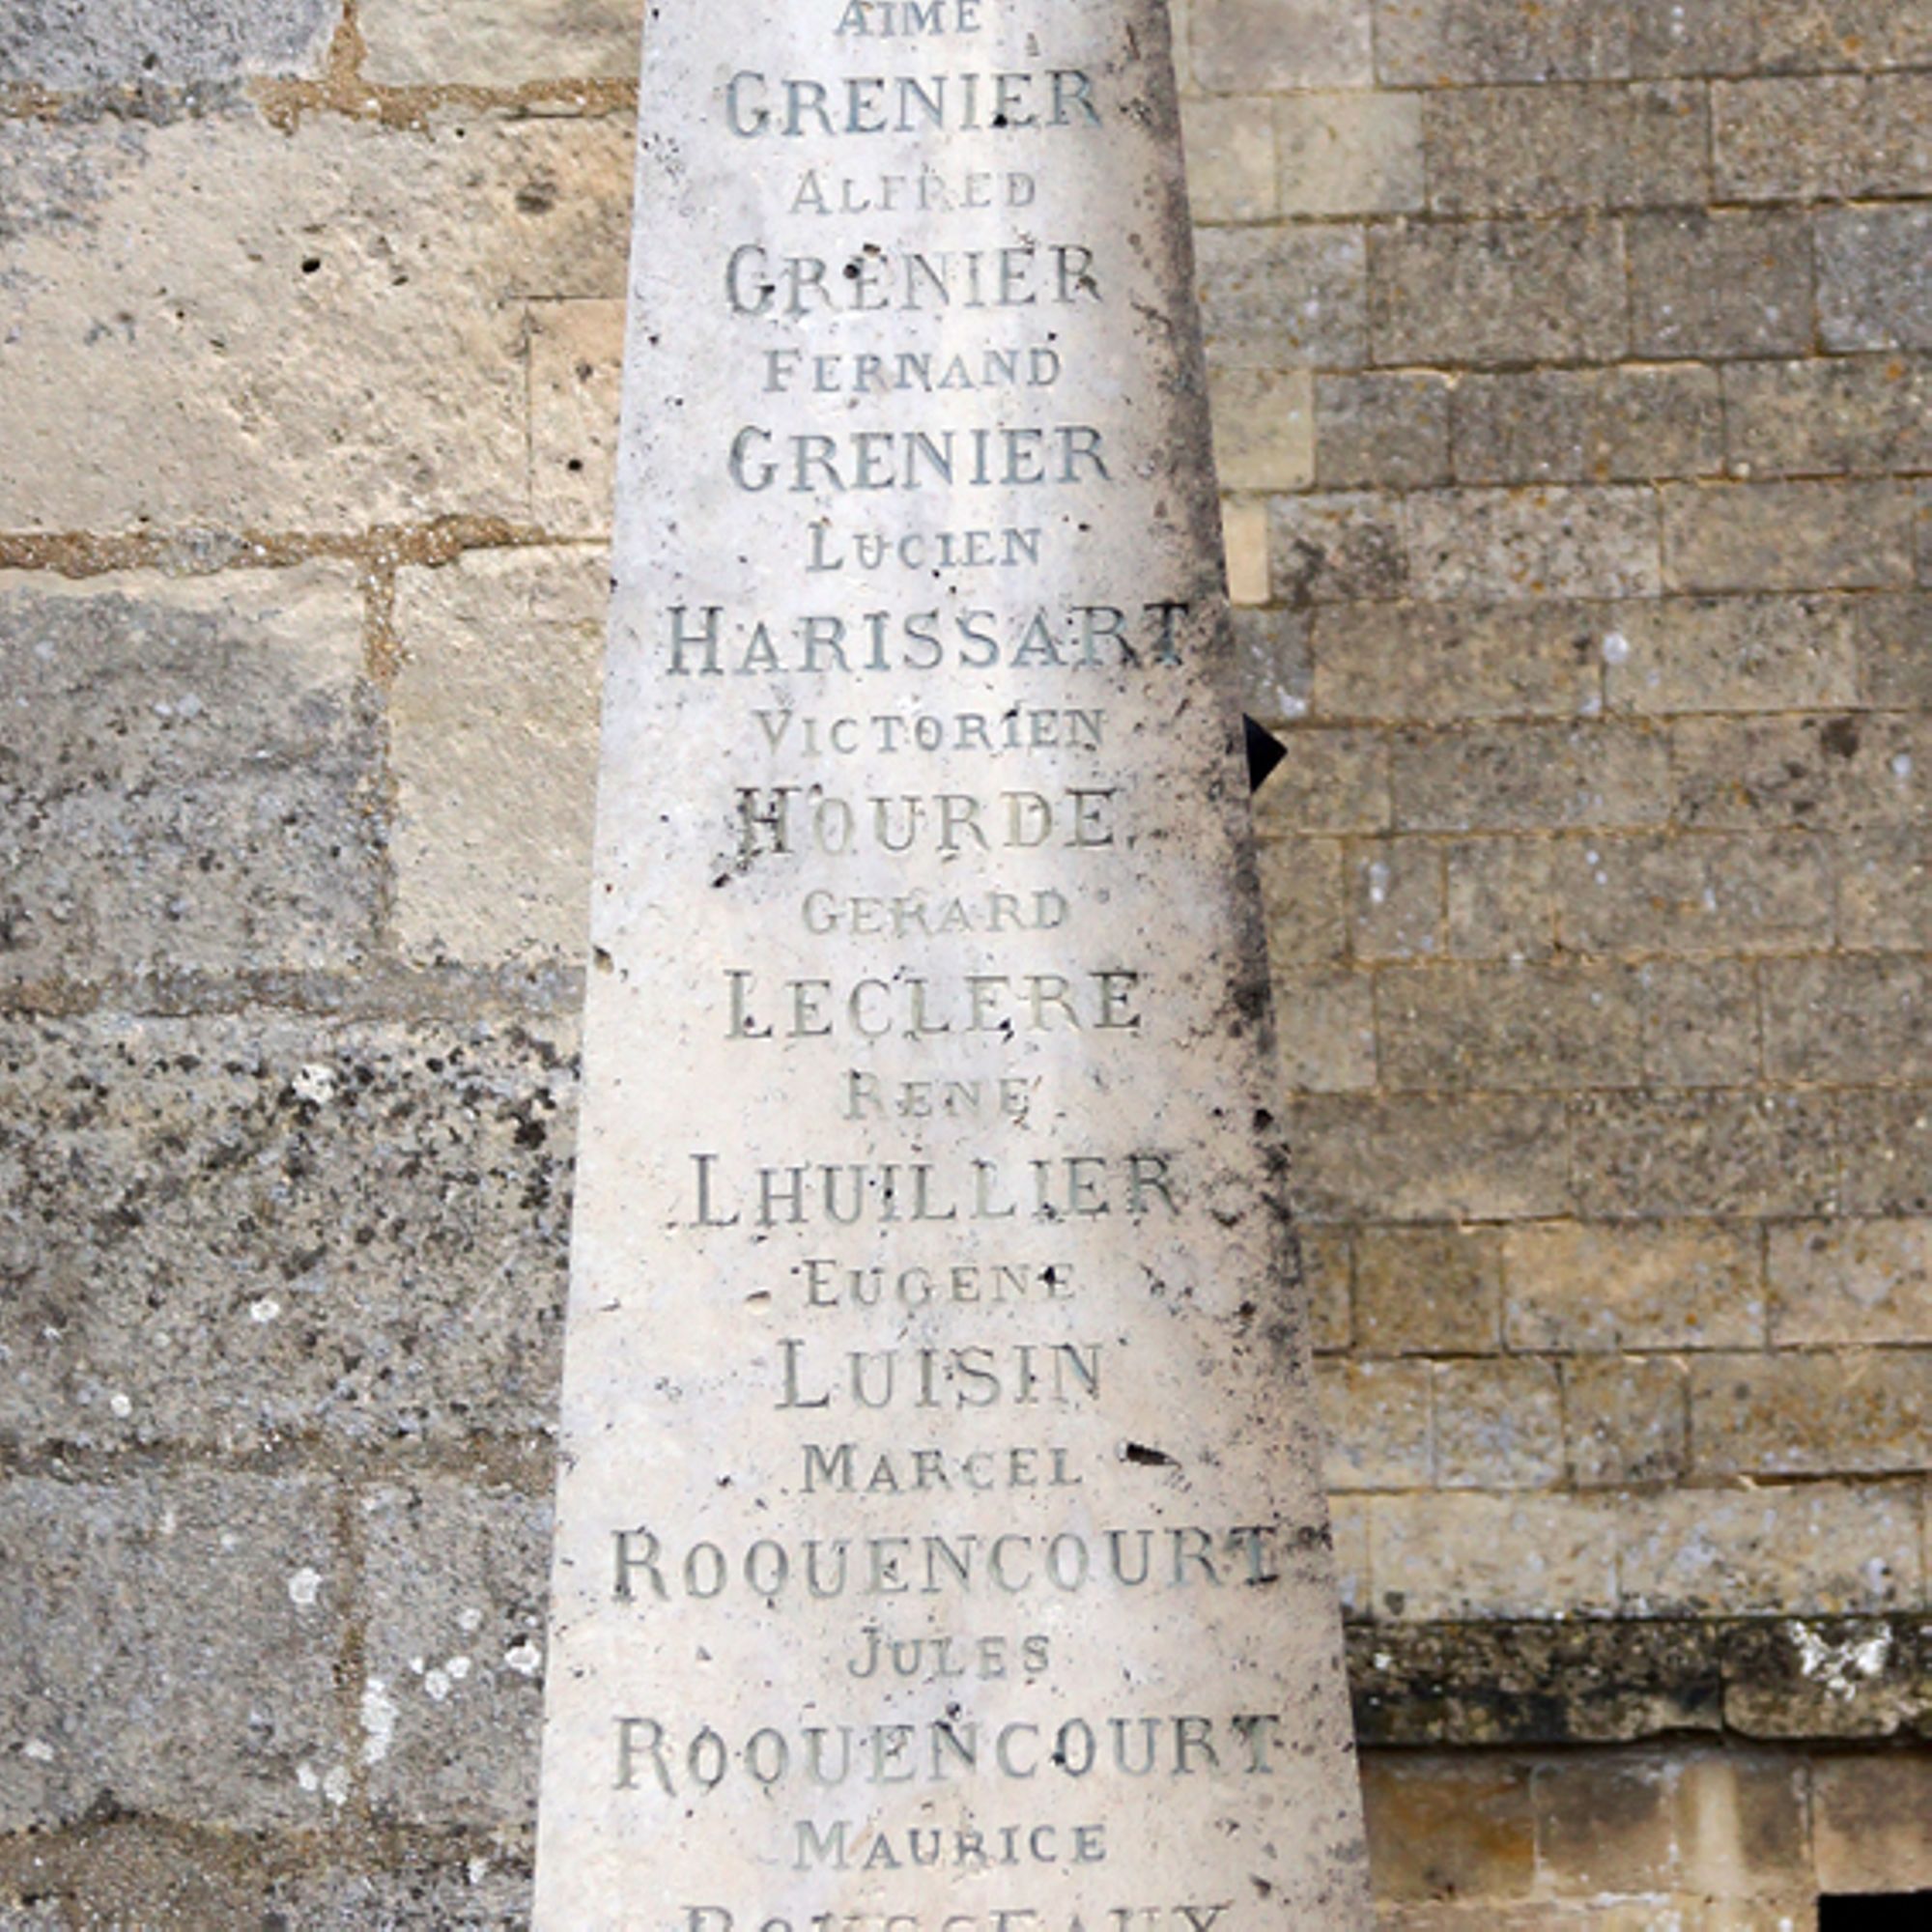 AIME
GRENIER
ALFRED
GRENIER
FERNAND
GRENIER
LUCIEN
HARISSART
VICTORIEN
HOURDE
GERARD
LECLERE
RENE
LHUILLIER
EUGENE
LUISIN
MARCEL
ROQUENCOURT
JULES
ROQUENCOURT
MAURICE
ROUSSEAUX